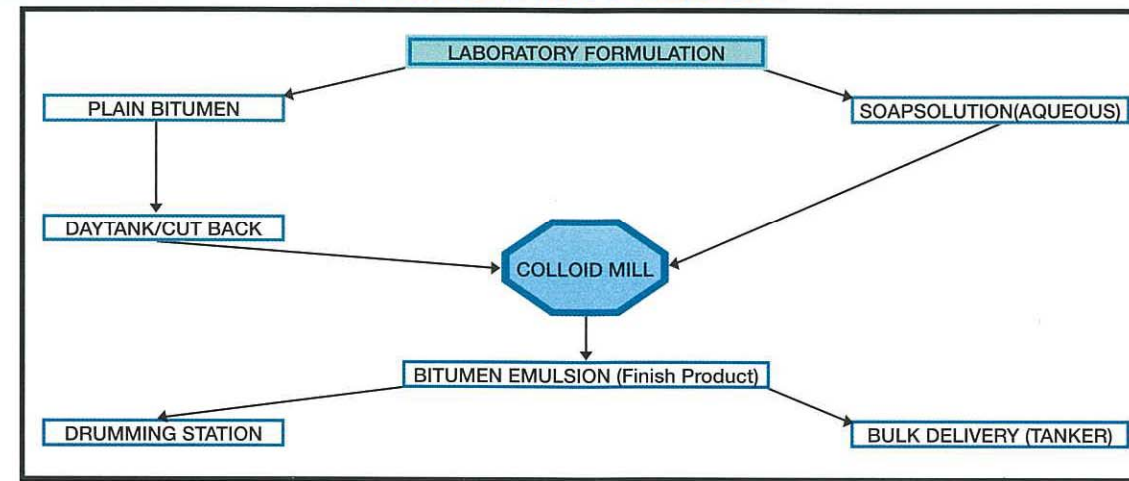 LABORATORY FORMULATION
PLAIN BITUMEN
SOAPSOLUTION(AQUEOUS)
DAYTANK/CUT BACK
COLLOID MILL
BITUMEN EMULSION (Finish Product)
DRUMMING STATION
BULK DELIVERY (TANKER)